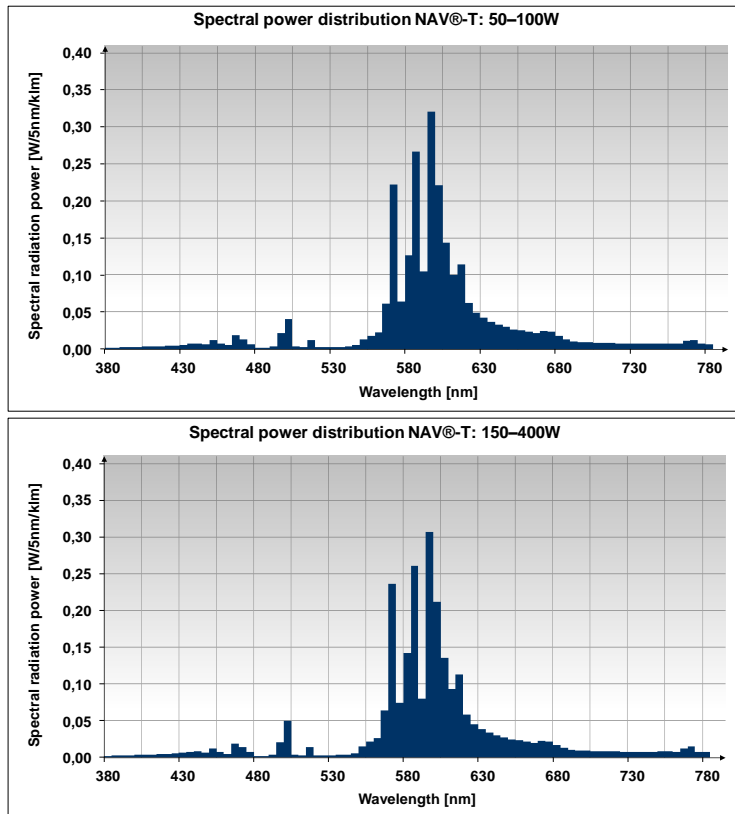 Spectral power distribution NAV®-T: 50–100W
Spectral radiation power [W/5nm/klm]
0,40
0,35
0,30
0,25
0,20
0,15
0,10
0,05
0,00
380 430 480 530 580 630 680 730 780
Wavelength [nm]
Spectral power distribution NAV®-T: 150–400W
Spectral radiation power [W/5nm/klm]
0,40
0,35
0,30
0,25
0,20
0,15
0,10
0,05
0,00
380 430 480 530 580 630 680 730 780
Wavelength [nm]